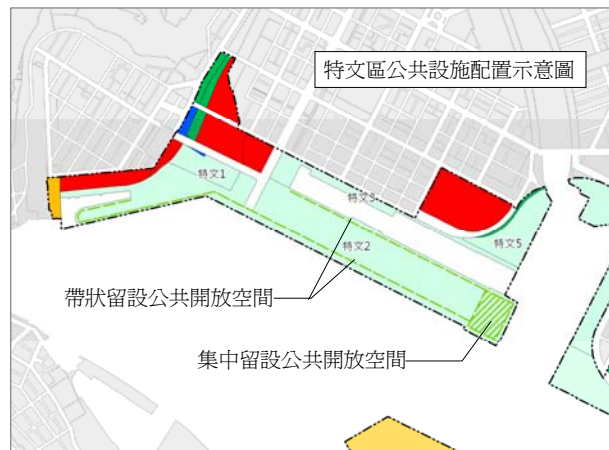 特文區公共設施配置示意圖
特文1
特文3
特文2
特文5
帶狀留設公共開放空間
集中留設公共開放空間